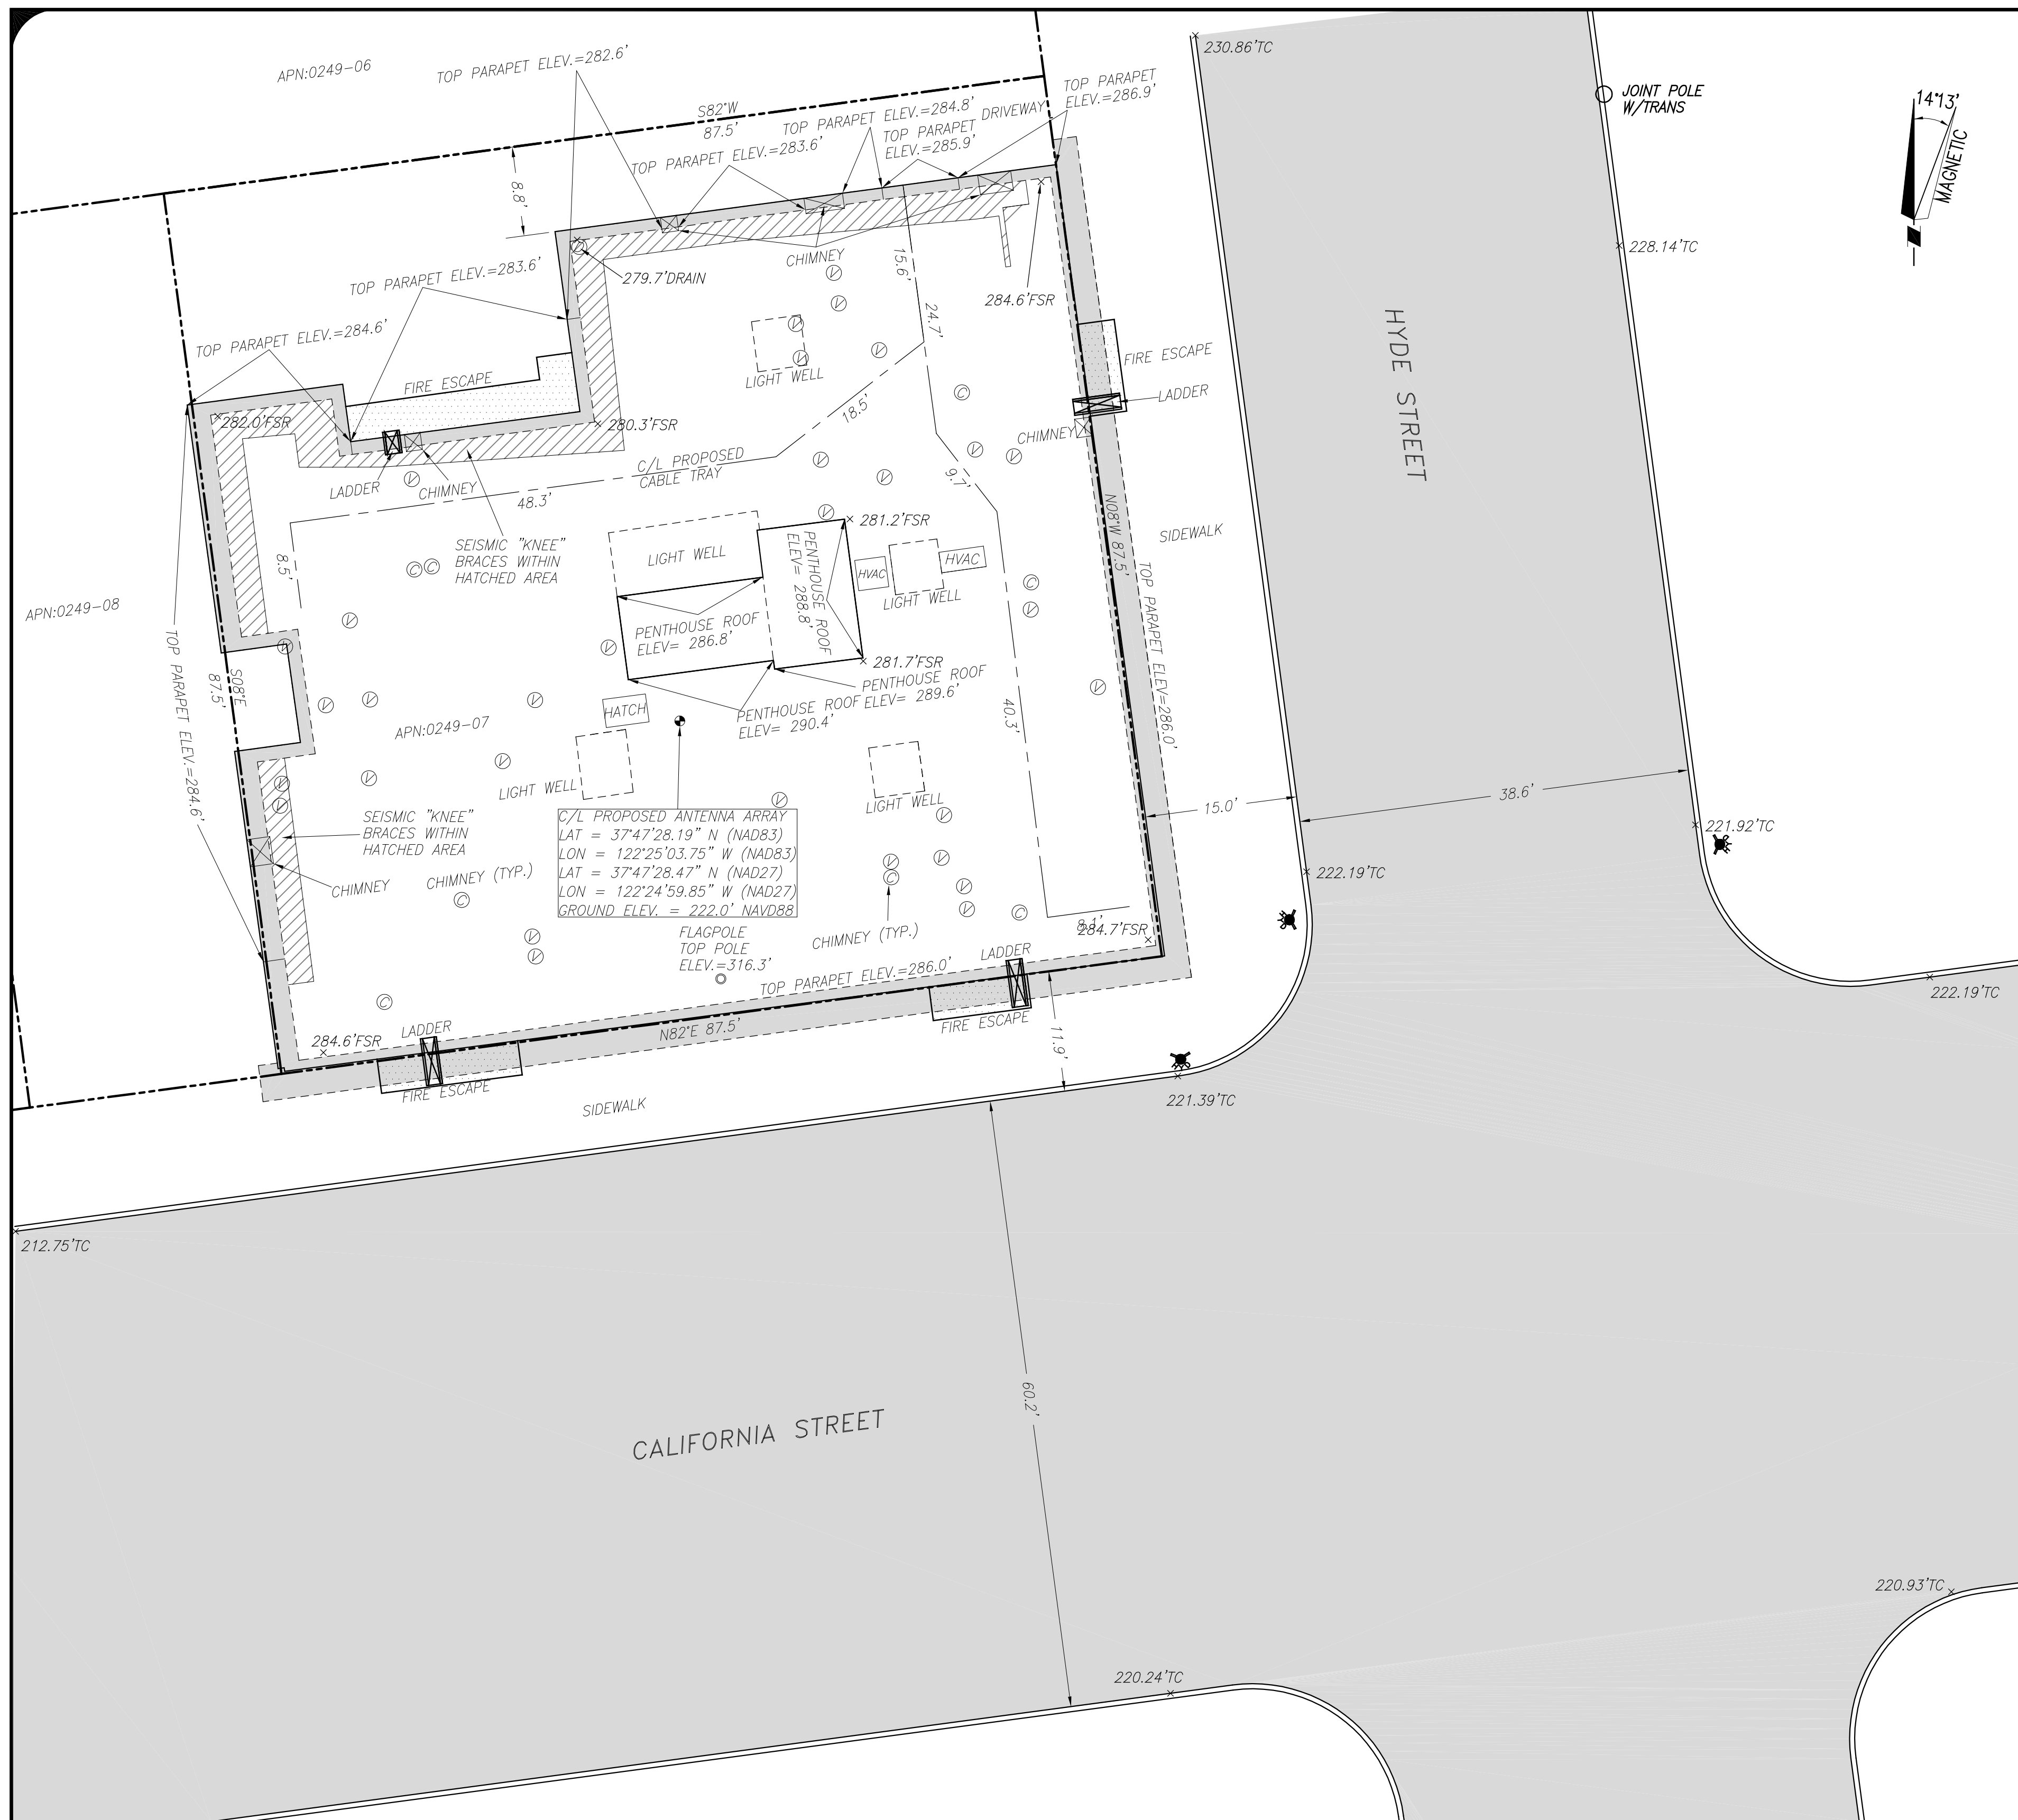 230.86'TC
APN:0249-06
TOP PARAPET ELEV.=282.6'
S82°W
87.5'
TOP PARAPET
ELEV.=286.9'
JOINT POLE
W/TRANS
14°13'
MAGNETIC
TOP PARAPET ELEV.=284.8'
DRIVEWAY
TOP PARAPET
ELEV.=285.9'
TOP PARAPET ELEV.=283.6'
8.8'
228.14'TC
CHIMNEY
15.6'
279.7'DRAIN
TOP PARAPET ELEV.=283.6'
284.6'FSR
24.7'
HYDE STREET
TOP PARAPET ELEV.=284.6'
FIRE ESCAPE
LIGHT WELL
FIRE ESCAPE
LADDER
18.5'
282.0'FSR
280.3'FSR
CHIMNEY
C/L PROPOSED
CABLE TRAY
LADDER
CHIMNEY
48.3'
9.7'
N08°W 87.5'
281.2'FSR
SIDEWALK
SEISMIC "KNEE"
BRACES WITHIN
HATCHED AREA
8.5'
LIGHT WELL
PENTHOUSE ROOF
ELEV= 288.8'
HVAC
HVAC
LIGHT WELL
APN:0249-08
PENTHOUSE ROOF
ELEV= 286.8'
TOP PARAPET ELEV=286.0'
281.7'FSR
PENTHOUSE ROOF
ELEV= 289.6'
TOP PARAPET ELEV.=284.6'
S08°E
87.5'
HATCH
PENTHOUSE ROOF
ELEV= 290.4'
40.3'
APN:0249-07
LIGHT WELL
LIGHT WELL
15.0'
38.6'
221.92'TC
SEISMIC "KNEE"
BRACES WITHIN
HATCHED AREA
C/L PROPOSED ANTENNA ARRAY
LAT = 37°47'28.19" N (NAD83)
LON = 122°25'03.75" W (NAD83)
LAT = 37°47'28.47" N (NAD27)
LON = 122°24'59.85" W (NAD27)
GROUND ELEV. = 222.0' NAVD88
222.19'TC
CHIMNEY
CHIMNEY (TYP.)
FLAGPOLE
TOP POLE
ELEV.=316.3'
CHIMNEY (TYP.)
9.1'
284.7'FSR
LADDER
TOP PARAPET ELEV.=286.0'
222.19'TC
FIRE ESCAPE
LADDER
284.6'FSR
N82°E 87.5'
11.9'
FIRE ESCAPE
SIDEWALK
221.39'TC
212.75'TC
60.2'
CALIFORNIA STREET
220.93'TC
220.24'TC